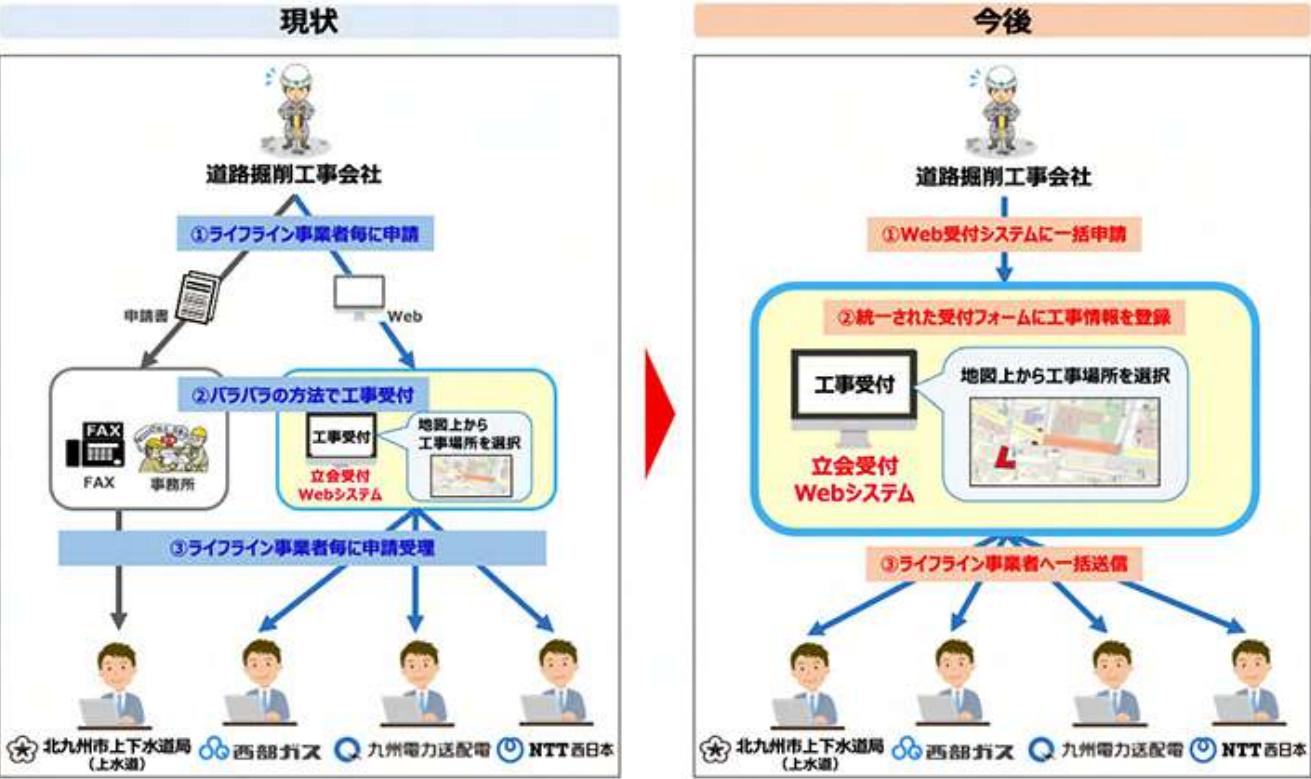 現状
道路掘削工事会社
①ライフライン事業者毎に申請
申請書
Web
②バラバラの方法で工事受付
FAX
FAX
事務所
工事受付
立会受付
Webシステム
地図上から
工事場所を選択
③ライフライン事業者毎に申請受理
北九州市上下水道局
(上水道)
西部ガス
九州電力送配電
NTT西日本
今後
道路掘削工事会社
①Web受付システムに一括申請
②統一された受付フォームに工事情報を登録
工事受付
立会受付
Webシステム
地図上から工事場所を選択
③ライフライン事業者へ一括送信
北九州市上下水道局
(上水道)
西部ガス
九州電力送配電
NTT西日本